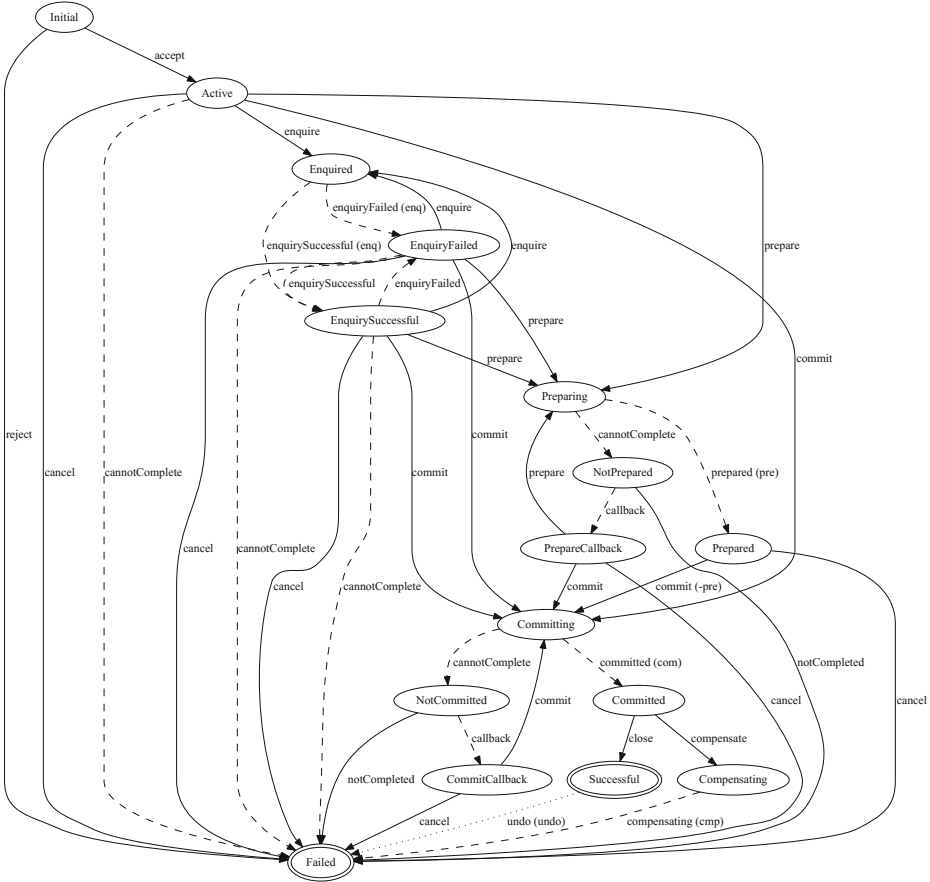 Initial
accept
Active
enquire
Enquired
enquiryFailed (enq)
enquire
enquirySuccessful (enq)
EnquiryFailed
enquire
prepare
enquirySuccessful
enquiryFailed
EnquirySuccessful
prepare
prepare
commit
Preparing
reject
cancel
cannotComplete
commit
commit
cannotComplete
prepare
NotPrepared
prepared (pre)
callback
cancel
cannotComplete
PrepareCallback
Prepared
cancel
cannotComplete
commit
commit (-pre)
Committing
cannotComplete
committed (com)
notCompleted
NotCommitted
commit
Committed
cancel
cancel
callback
close
compensate
notCompleted
CommitCallback
Successful
Compensating
cancel
undo (undo)
compensating (cmp)
Failed